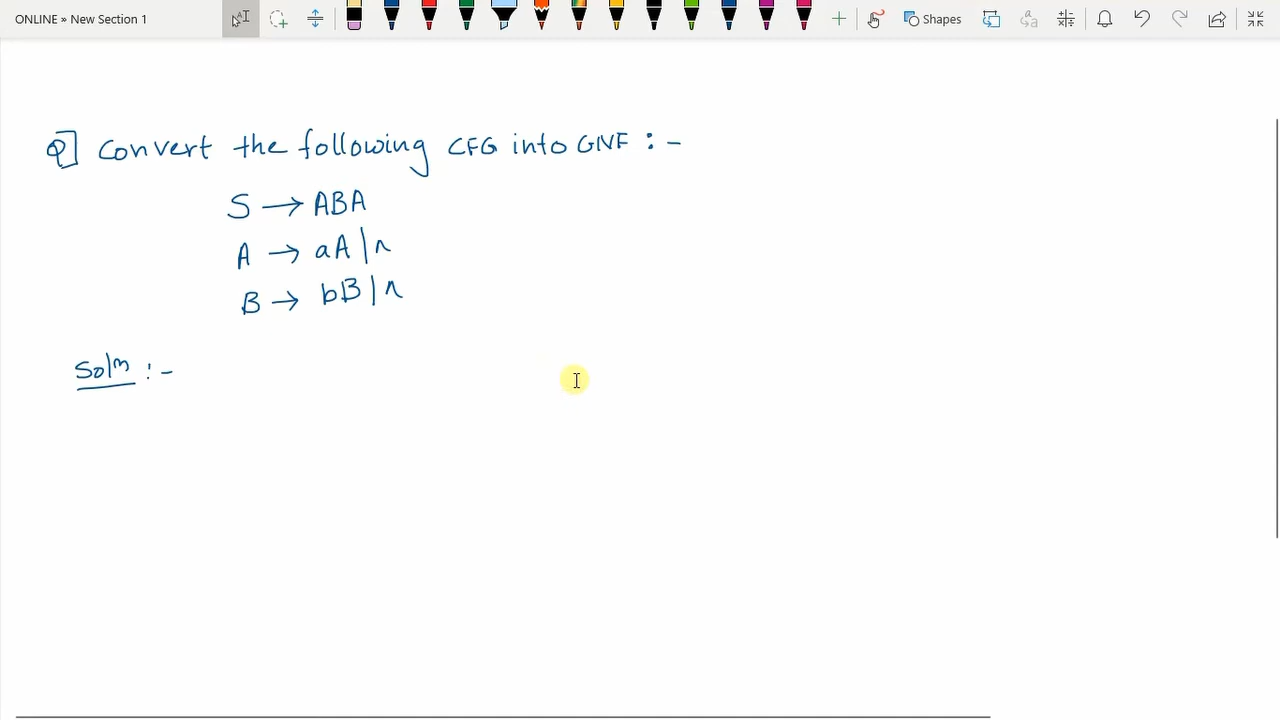 ONLINE » New Section 1
Shapes
Q] Convert the following CFG into GNF :-
S → ABA
A → aA | ʌ
B → bB | ʌ
Solⁿ :-